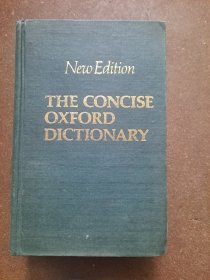 New Edition
THE CONCISE
OXFORD
DICTIONARY